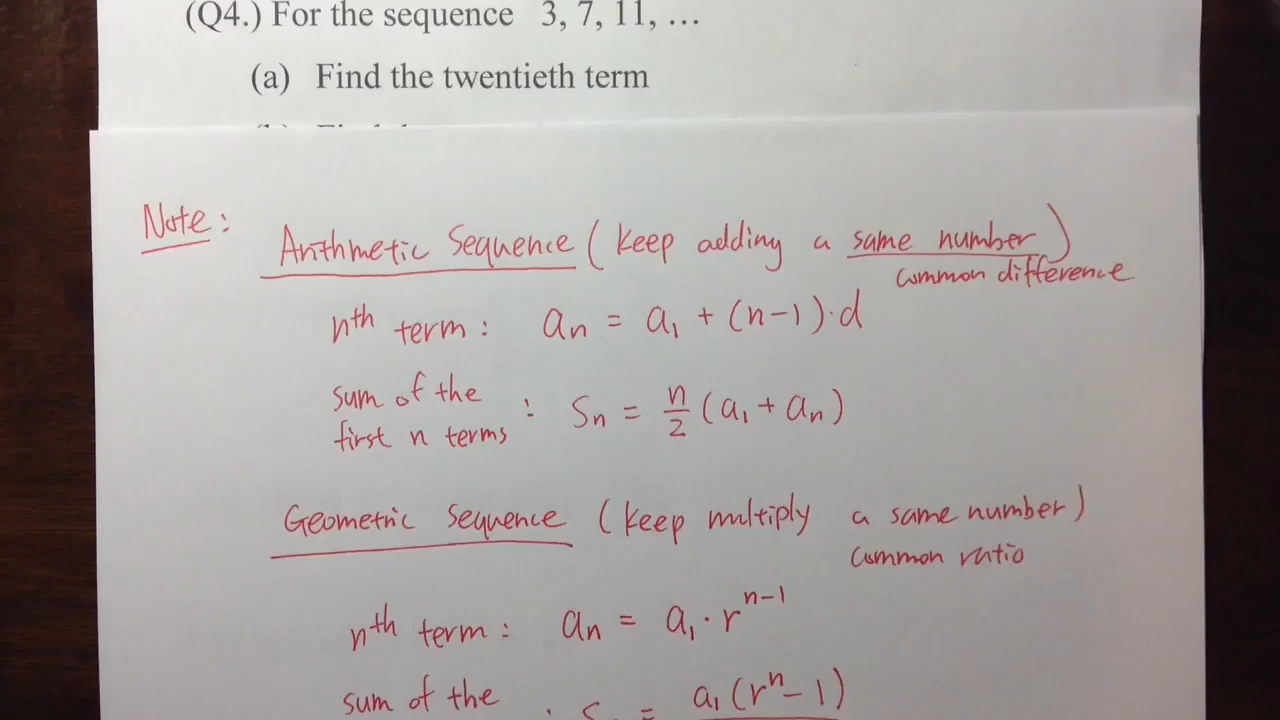 (Q4.) For the sequence 3, 7, 11, ...
(a) Find the twentieth term
Note:
Arithmetic Sequence (keep adding a same number)
common difference
nth term: an = a1 + (n-1)·d
sum of the
first n terms : Sn = n/2 (a1 + an)
Geometric Sequence (keep multiply a same number)
common ratio
nth term: an = a1·r^(n-1)
sum of the : S = a1(r^n - 1)